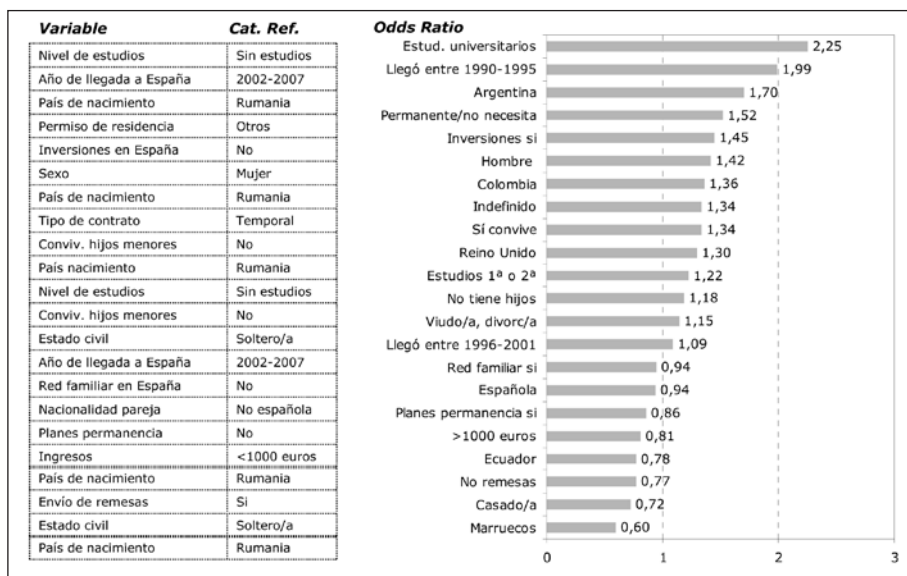 Variable Cat. Ref. Odds Ratio
Nivel de estudios Sin estudios Estud. universitarios 2,25
Año de llegada a España 2002-2007 Llegó entre 1990-1995 1,99
País de nacimiento Rumania Argentina 1,70
Permiso de residencia Otros Permanente/no necesita 1,52
Inversiones en España No Inversiones si 1,45
Sexo Mujer Hombre 1,42
País de nacimiento Rumania Colombia 1,36
Tipo de contrato Temporal Indefinido 1,34
Conviv. hijos menores No Sí convive 1,34
País nacimiento Rumania Reino Unido 1,30
Nivel de estudios Sin estudios Estudios 1ª o 2ª 1,22
Conviv. hijos menores No No tiene hijos 1,18
Estado civil Soltero/a Viudo/a, divorc/a 1,15
Año de llegada a España 2002-2007 Llegó entre 1996-2001 1,09
Red familiar en España No Red familiar si 0,94
Nacionalidad pareja No española Española 0,94
Planes permanencia No Planes permanencia si 0,86
Ingresos <1000 euros >1000 euros 0,81
País de nacimiento Rumania Ecuador 0,78
Envío de remesas Si No remesas 0,77
Estado civil Soltero/a Casado/a 0,72
País de nacimiento Rumania Marruecos 0,60
0 1 2 3